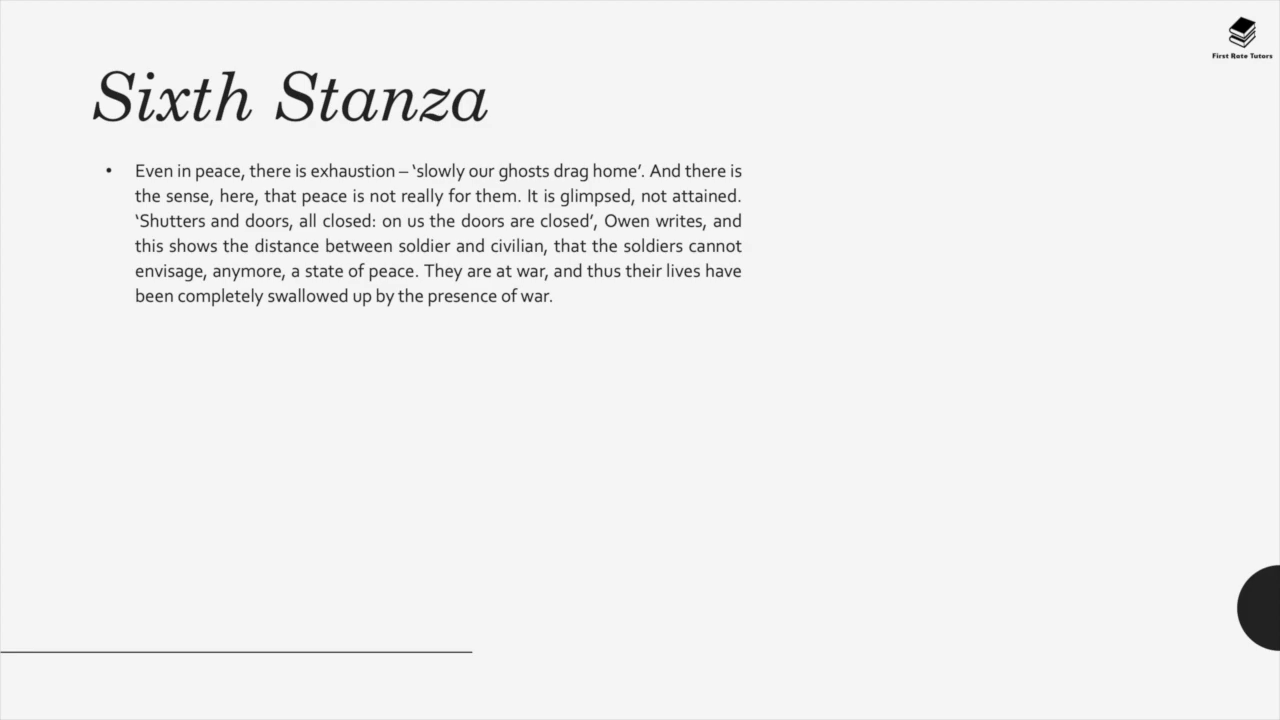 First Rate Tutors
Sixth Stanza
• Even in peace, there is exhaustion – ‘slowly our ghosts drag home’. And there is
the sense, here, that peace is not really for them. It is glimpsed, not attained.
‘Shutters and doors, all closed: on us the doors are closed’, Owen writes, and
this shows the distance between soldier and civilian, that the soldiers cannot
envisage, anymore, a state of peace. They are at war, and thus their lives have
been completely swallowed up by the presence of war.